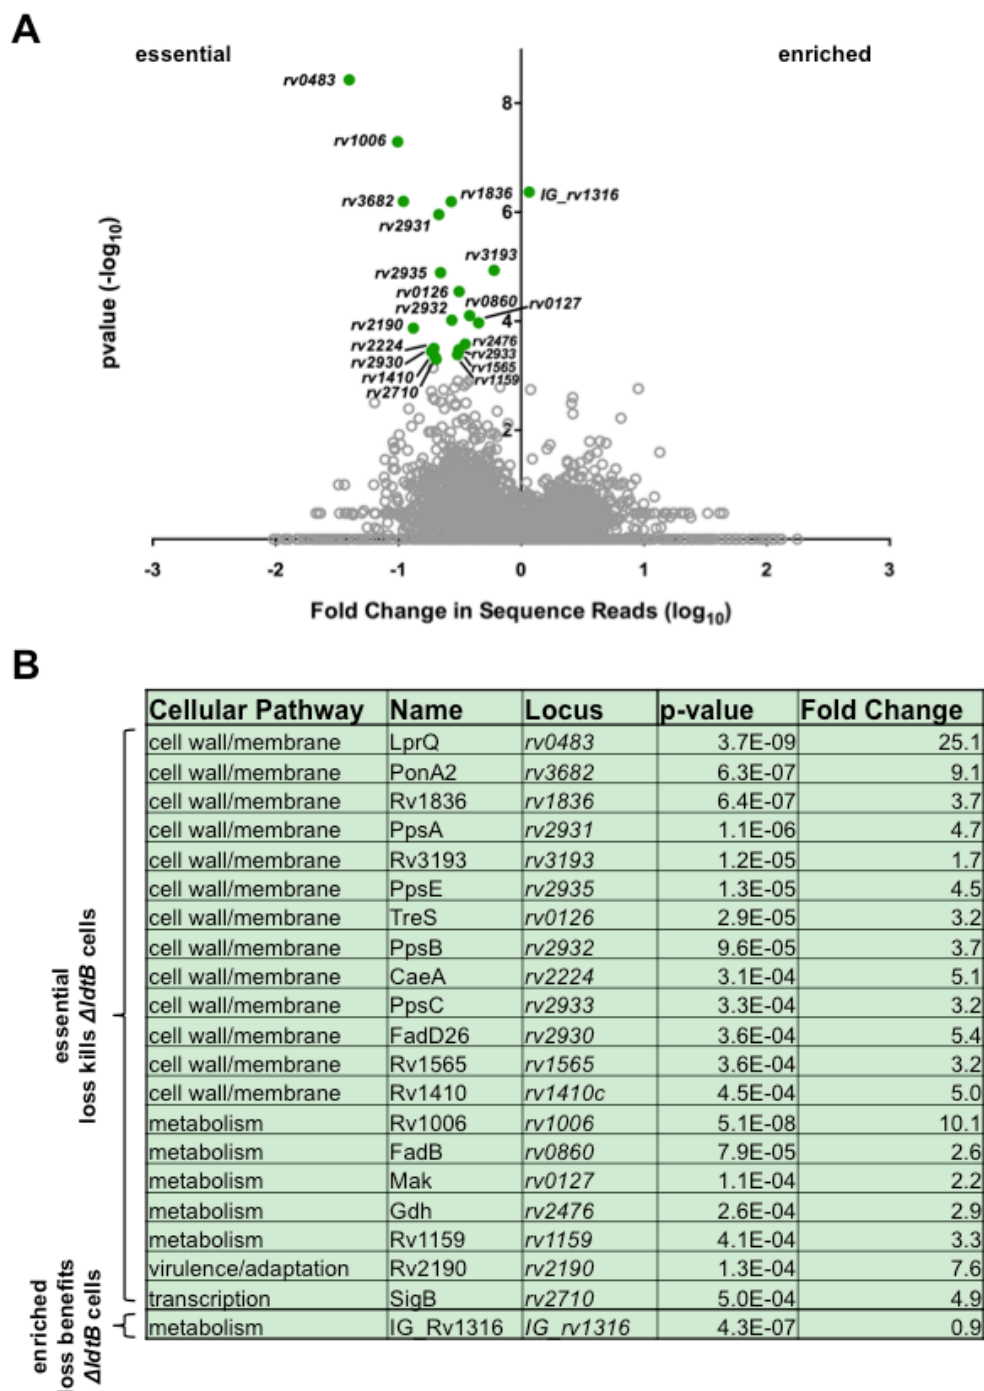 A
essential
enriched
rv0483
rv1006
rv3682
rv1836
IG_rv1316
rv2931
rv3193
rv2935
rv0126
rv0860
rv0127
rv2932
rv2190
rv2224
rv2476
rv2930
rv2933
rv1410
rv1565
rv2710
rv1159
8
6
4
2
pvalue (-log10)
-3 -2 -1 0 1 2 3
Fold Change in Sequence Reads (log10)
B
Cellular Pathway Name Locus p-value Fold Change
cell wall/membrane LprQ rv0483 3.7E-09 25.1
cell wall/membrane PonA2 rv3682 6.3E-07 9.1
cell wall/membrane Rv1836 rv1836 6.4E-07 3.7
cell wall/membrane PpsA rv2931 1.1E-06 4.7
cell wall/membrane Rv3193 rv3193 1.2E-05 1.7
cell wall/membrane PpsE rv2935 1.3E-05 4.5
cell wall/membrane TreS rv0126 2.9E-05 3.2
cell wall/membrane PpsB rv2932 9.6E-05 3.7
cell wall/membrane CaeA rv2224 3.1E-04 5.1
cell wall/membrane PpsC rv2933 3.3E-04 3.2
cell wall/membrane FadD26 rv2930 3.6E-04 5.4
cell wall/membrane Rv1565 rv1565 3.6E-04 3.2
cell wall/membrane Rv1410 rv1410c 4.5E-04 5.0
metabolism Rv1006 rv1006 5.1E-08 10.1
metabolism FadB rv0860 7.9E-05 2.6
metabolism Mak rv0127 1.1E-04 2.2
metabolism Gdh rv2476 2.6E-04 2.9
metabolism Rv1159 rv1159 4.1E-04 3.3
virulence/adaptation Rv2190 rv2190 1.3E-04 7.6
transcription SigB rv2710 5.0E-04 4.9
metabolism IG_Rv1316 IG_rv1316 4.3E-07 0.9
essential
loss kills ΔldtB cells
enriched
loss benefits
ΔldtB cells